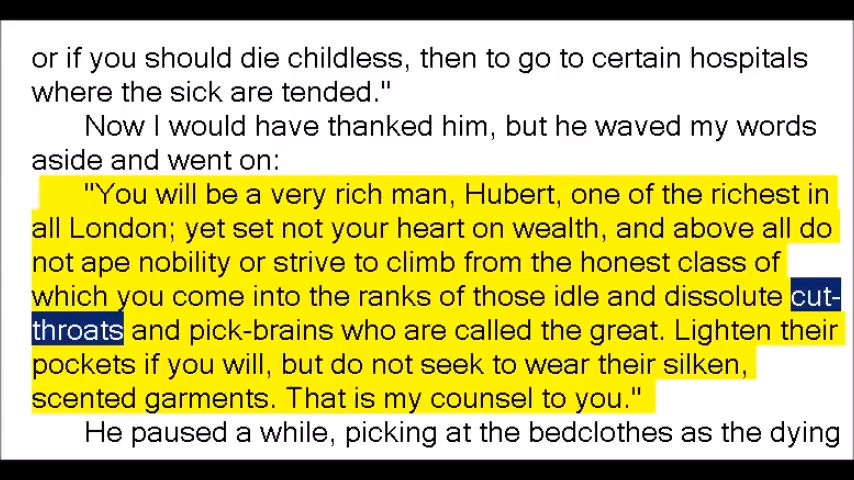 or if you should die childless, then to go to certain hospitals
where the sick are tended."
Now I would have thanked him, but he waved my words
aside and went on:
"You will be a very rich man, Hubert, one of the richest in
all London; yet set not your heart on wealth, and above all do
not ape nobility or strive to climb from the honest class of
which you come into the ranks of those idle and dissolute cut-
throats and pick-brains who are called the great. Lighten their
pockets if you will, but do not seek to wear their silken,
scented garments. That is my counsel to you."
He paused a while, picking at the bedclothes as the dying